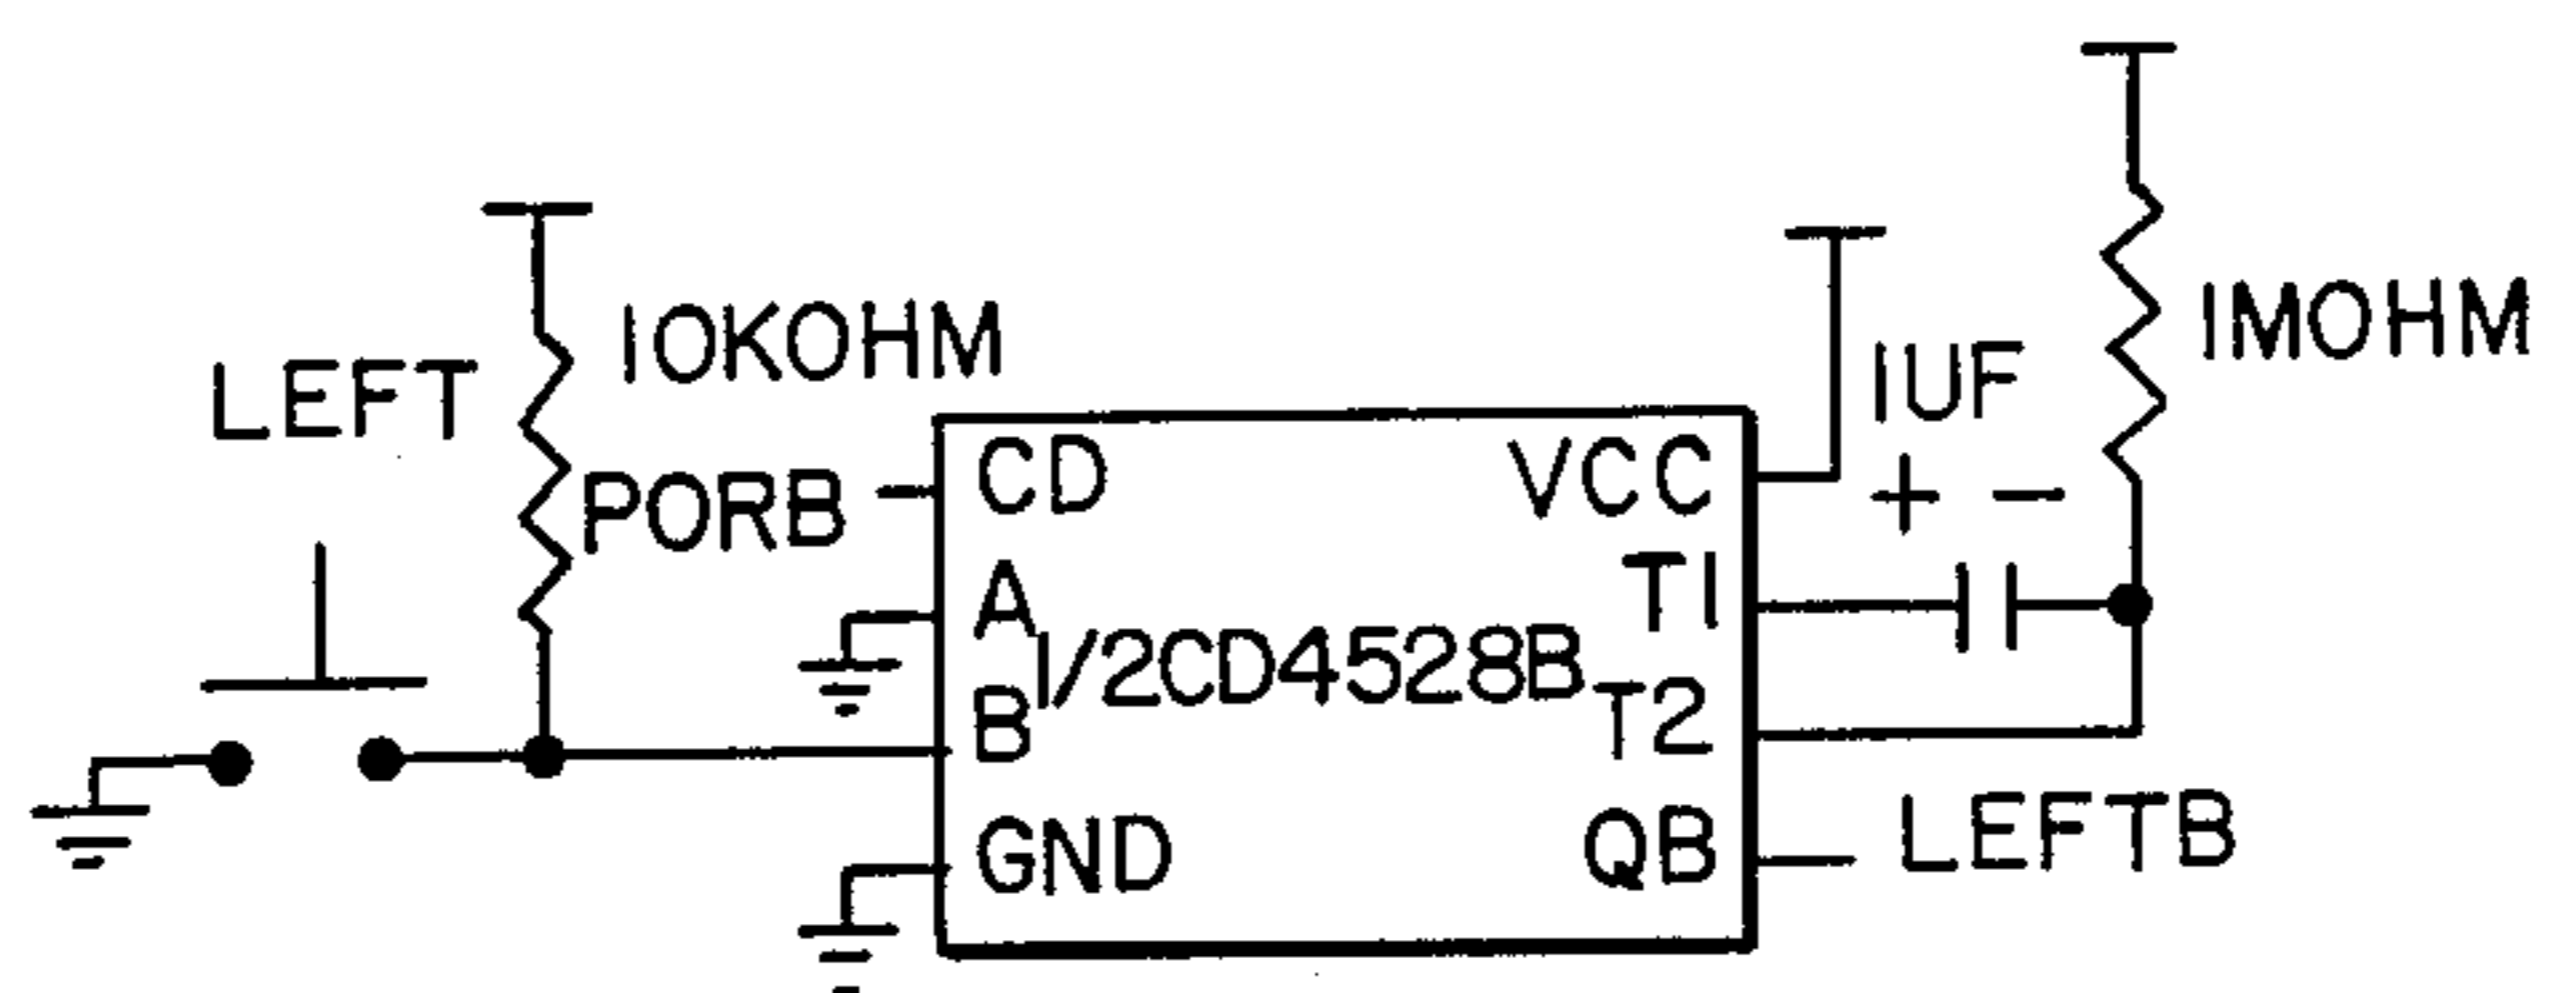 LEFT
10KOHM
PORB
CD
A
B
GND
1/2CD4528B
VCC
T1
T2
QB
1UF
+ -
1MOHM
LEFTB